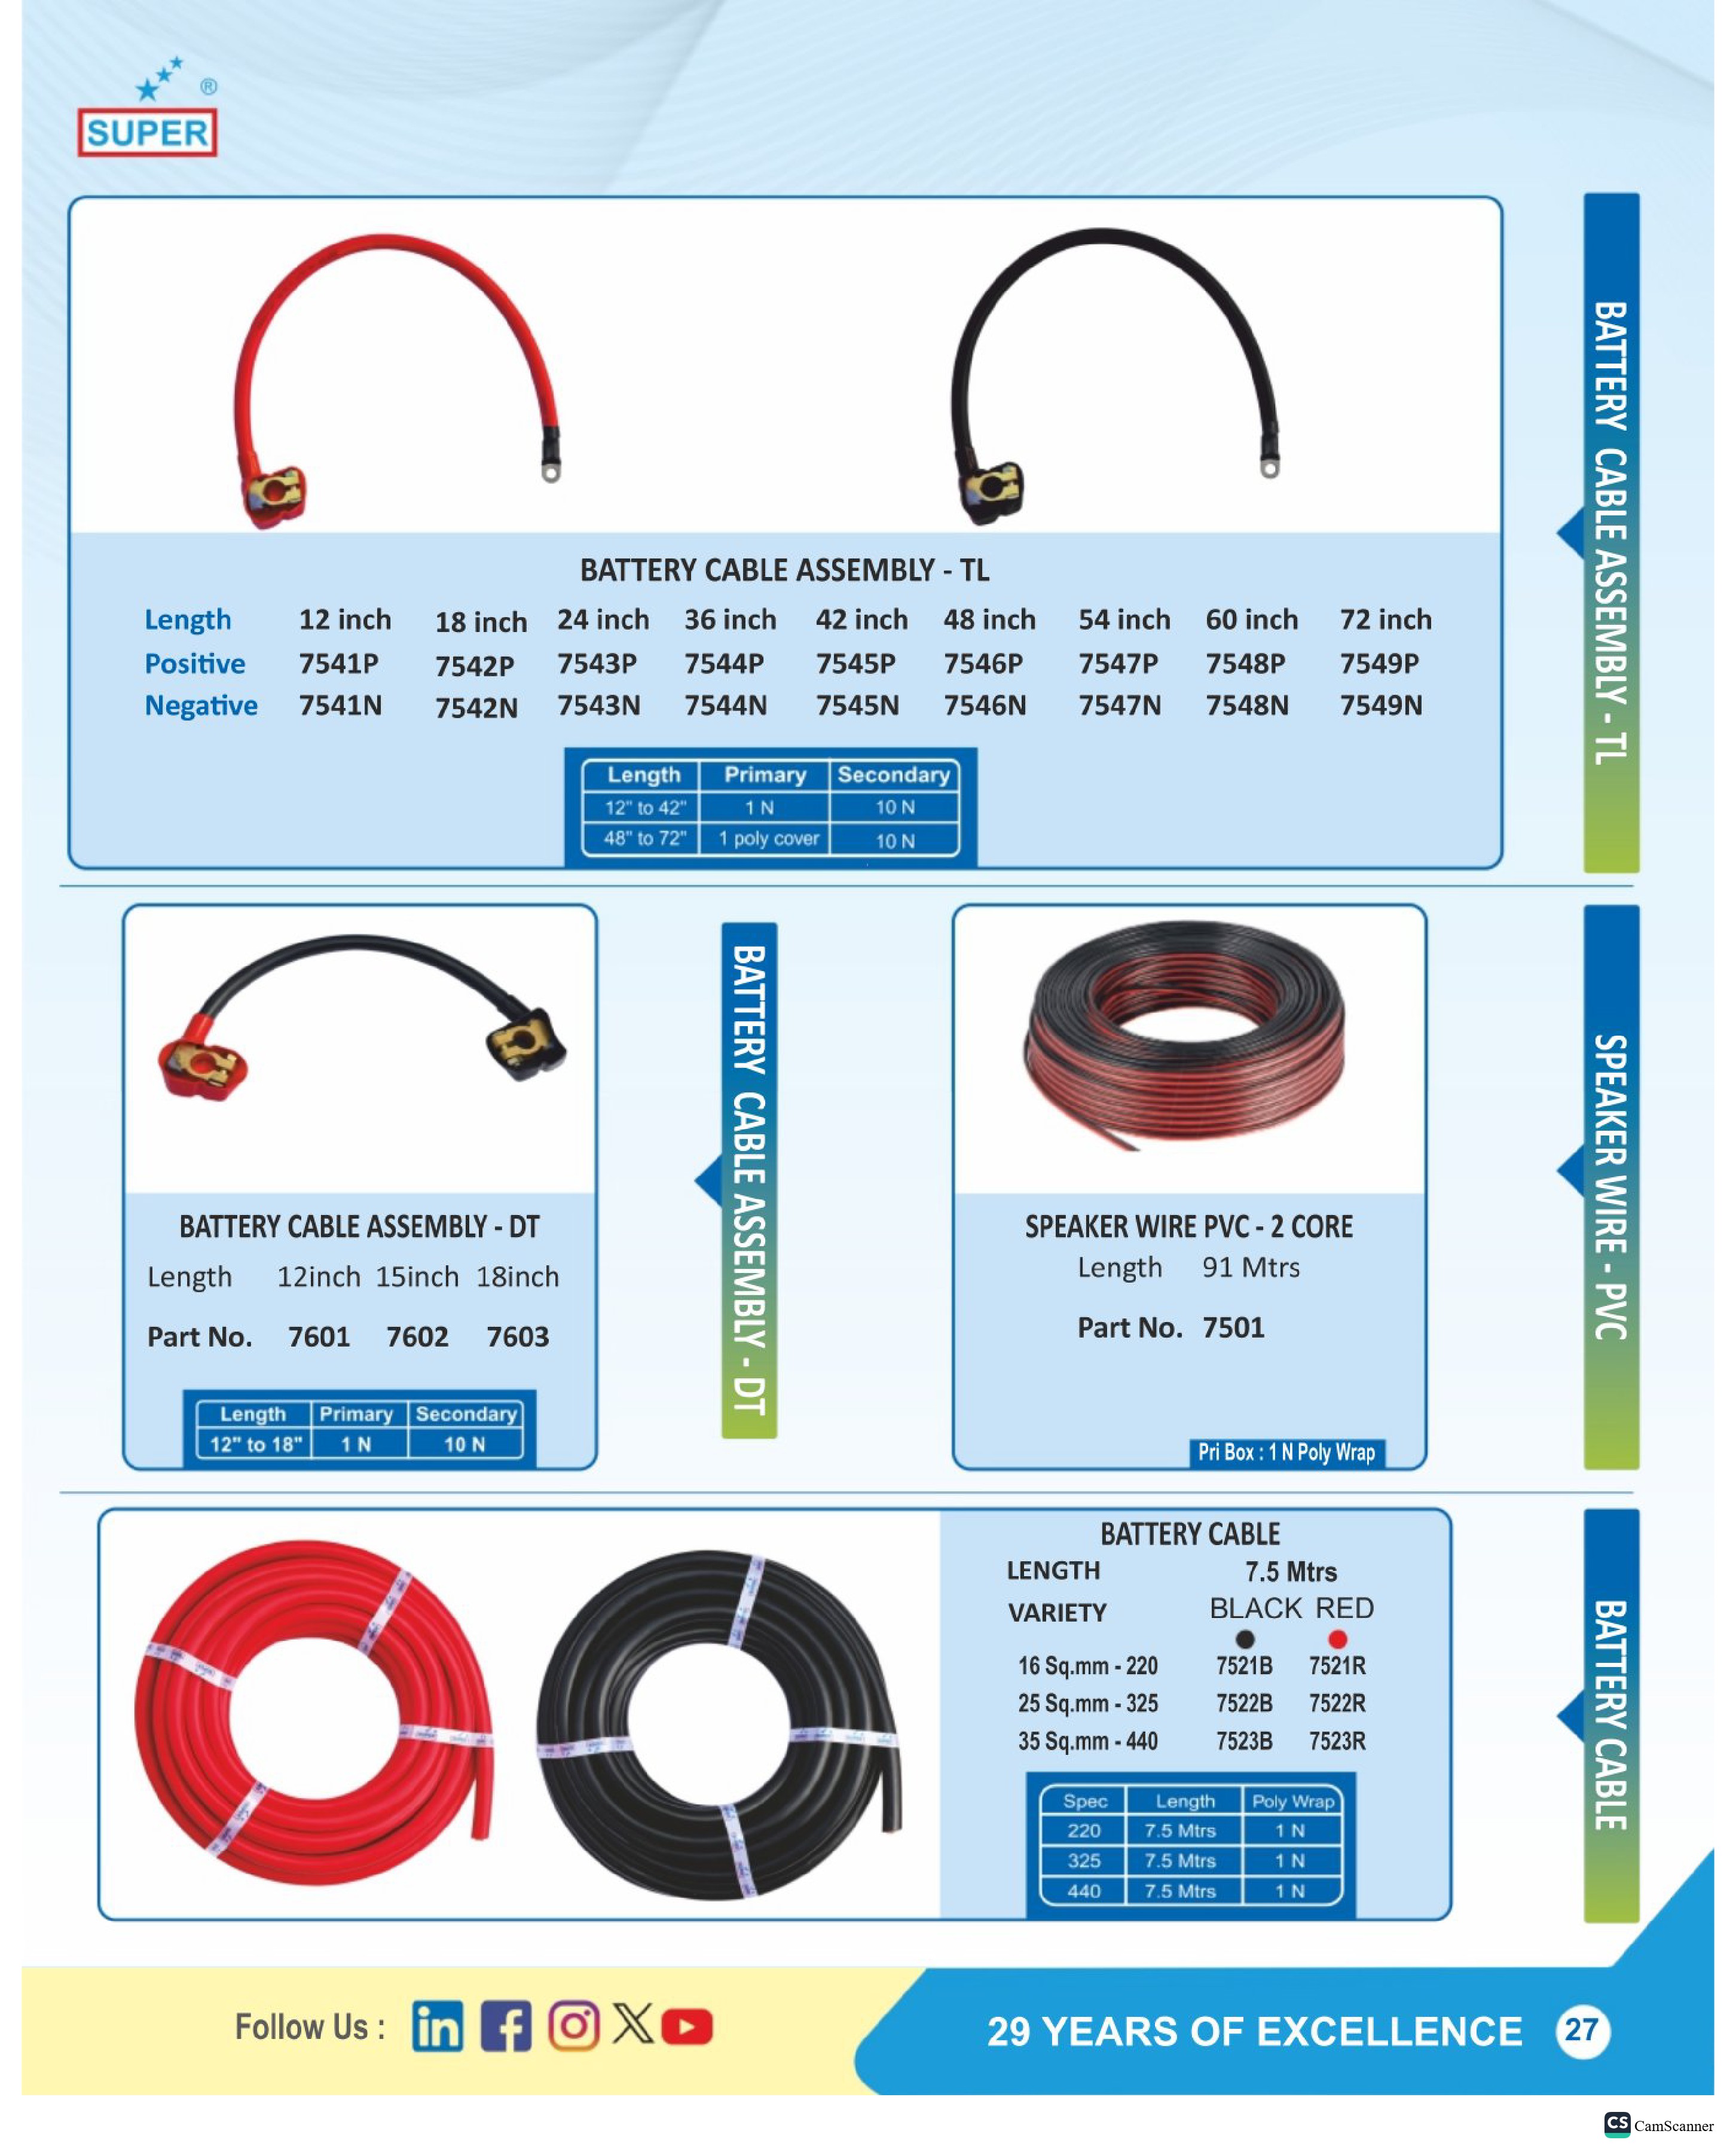 ®
SUPER
BATTERY CABLE ASSEMBLY - TL
Length 12 inch 18 inch 24 inch 36 inch 42 inch 48 inch 54 inch 60 inch 72 inch
Positive 7541P 7542P 7543P 7544P 7545P 7546P 7547P 7548P 7549P
Negative 7541N 7542N 7543N 7544N 7545N 7546N 7547N 7548N 7549N
Length Primary Secondary
12" to 42" 1 N 10 N
48" to 72" 1 poly cover 10 N
BATTERY CABLE ASSEMBLY - TL
BATTERY CABLE ASSEMBLY - DT
Length 12inch 15inch 18inch
Part No. 7601 7602 7603
Length Primary Secondary
12" to 18" 1 N 10 N
BATTERY CABLE ASSEMBLY - DT
SPEAKER WIRE PVC - 2 CORE
Length 91 Mtrs
Part No. 7501
Pri Box : 1 N Poly Wrap
SPEAKER WIRE - PVC
BATTERY CABLE
LENGTH 7.5 Mtrs
VARIETY BLACK RED
16 Sq.mm - 220 7521B 7521R
25 Sq.mm - 325 7522B 7522R
35 Sq.mm - 440 7523B 7523R
Spec Length Poly Wrap
220 7.5 Mtrs 1 N
325 7.5 Mtrs 1 N
440 7.5 Mtrs 1 N
BATTERY CABLE
Follow Us :
29 YEARS OF EXCELLENCE 27
CS CamScanner